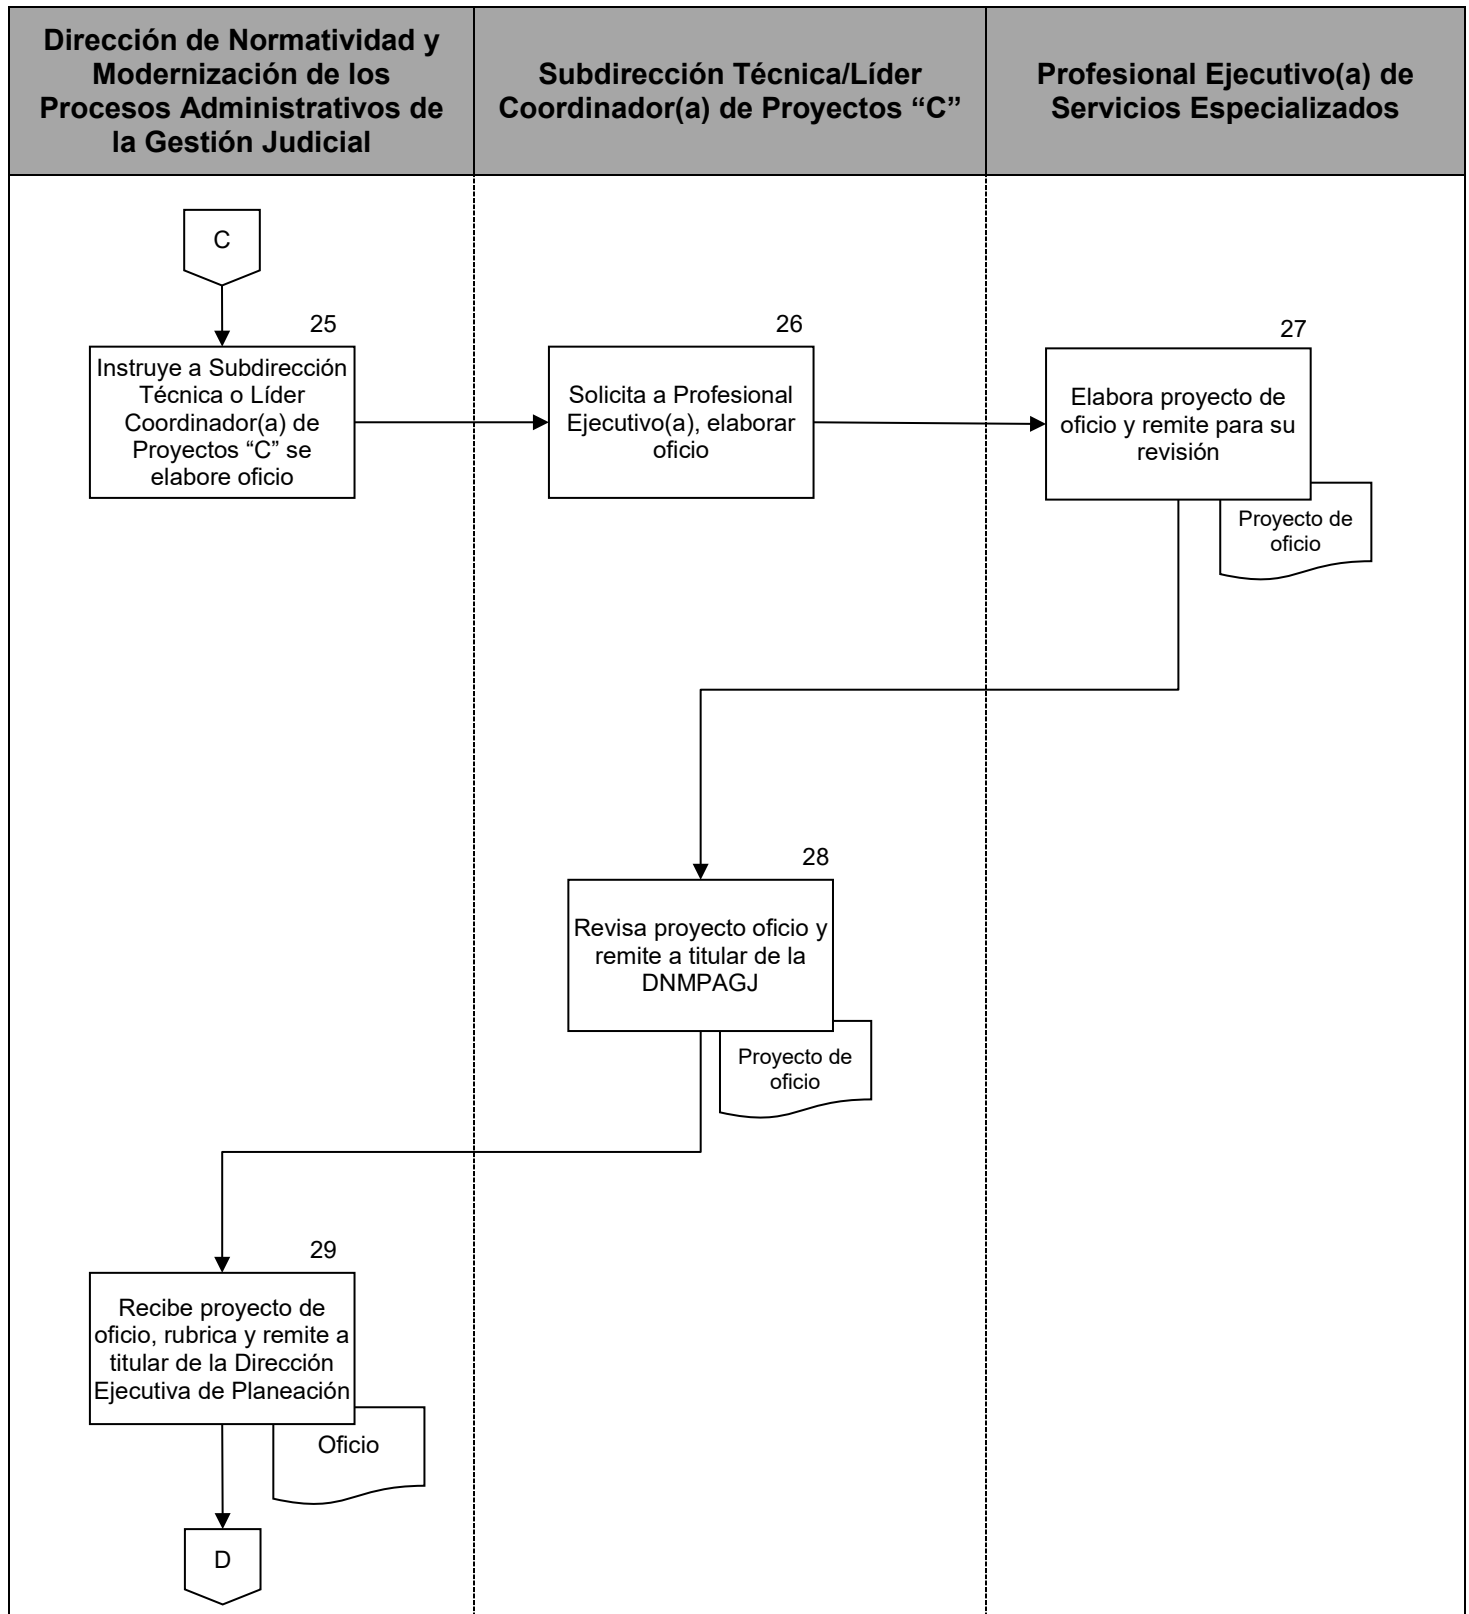 Dirección de Normatividad y
Modernización de los
Procesos Administrativos de
la Gestión Judicial
Subdirección Técnica/Líder
Coordinador(a) de Proyectos “C”
Profesional Ejecutivo(a) de
Servicios Especializados
C
25
Instruye a Subdirección
Técnica o Líder
Coordinador(a) de
Proyectos “C” se
elabore oficio
26
Solicita a Profesional
Ejecutivo(a), elaborar
oficio
27
Elabora proyecto de
oficio y remite para su
revisión
Proyecto de
oficio
28
Revisa proyecto oficio y
remite a titular de la
DNMPAGJ
Proyecto de
oficio
29
Recibe proyecto de
oficio, rubrica y remite a
titular de la Dirección
Ejecutiva de Planeación
Oficio
D